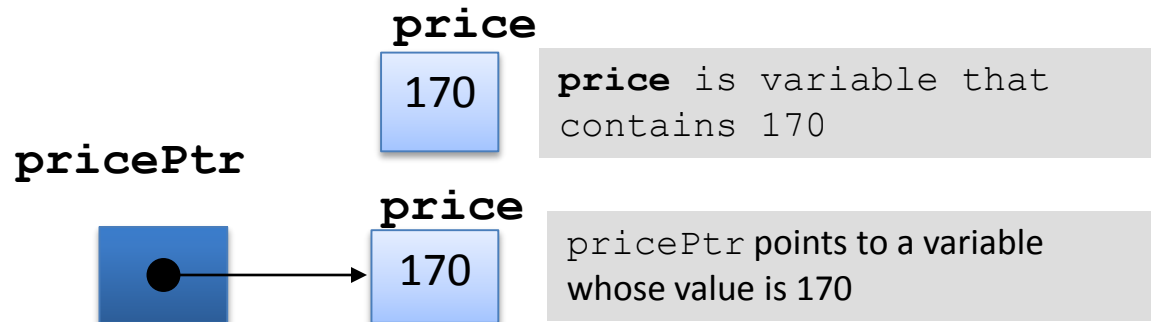 price
170
price is variable that
contains 170
pricePtr
price
170
pricePtr points to a variable
whose value is 170